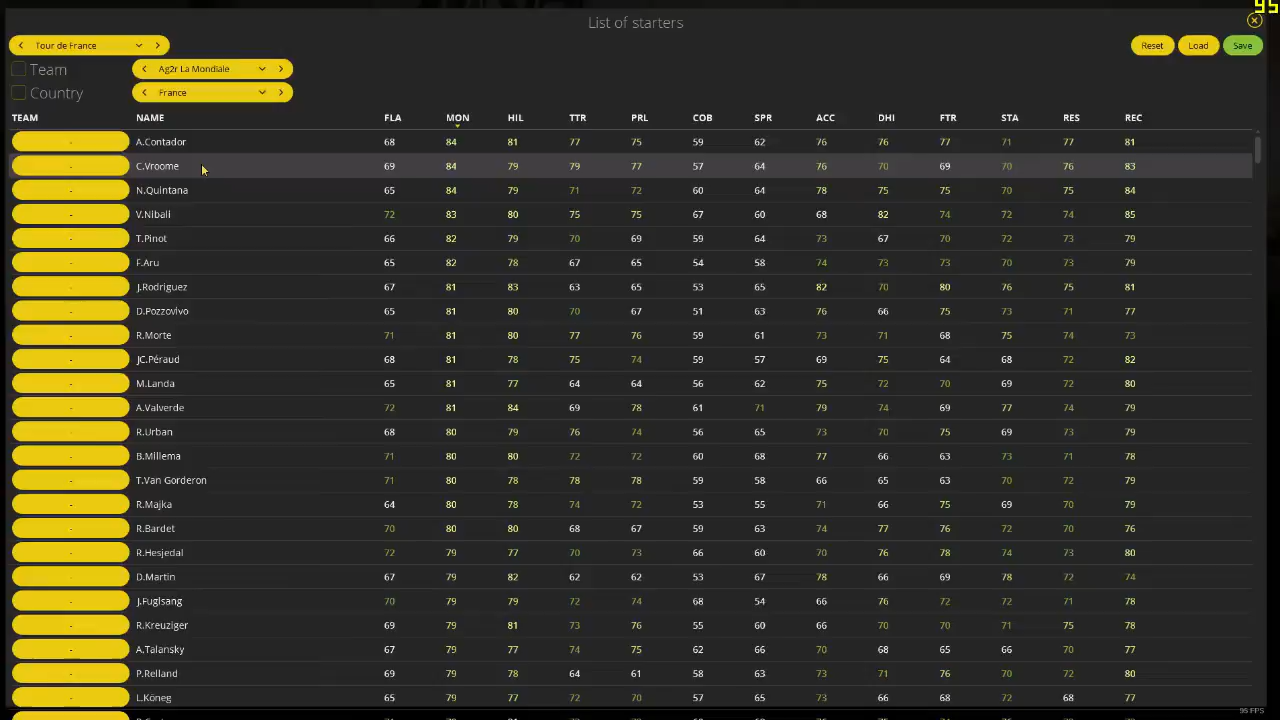 95
List of starters
Tour de France
Reset Load Save
Team Ag2r La Mondiale
Country France
TEAM NAME FLA MON HIL TTR PRL COB SPR ACC DHI FTR STA RES REC
- A.Contador 68 84 81 77 75 59 62 76 76 77 71 77 81
- C.Vroome 69 84 79 79 77 57 64 76 70 69 70 76 83
- N.Quintana 65 84 79 71 72 60 64 78 75 75 70 75 84
- V.Nibali 72 83 80 75 75 67 60 68 82 74 72 74 85
- T.Pinot 66 82 79 70 69 59 64 73 67 70 72 73 79
- F.Aru 65 82 78 67 65 54 58 74 73 73 70 73 79
- J.Rodriguez 67 81 83 63 65 53 65 82 70 80 76 75 81
- D.Pozzovivo 65 81 80 70 67 51 63 76 66 75 73 71 77
- R.Morte 71 81 80 77 76 59 61 73 71 68 75 74 73
- JC.Péraud 68 81 78 75 74 59 57 69 75 64 68 72 82
- M.Landa 65 81 77 64 64 56 62 75 72 70 69 72 80
- A.Valverde 72 81 84 69 78 61 71 79 74 69 77 74 79
- R.Urban 68 80 79 76 74 56 65 73 70 75 69 73 79
- B.Millema 71 80 80 72 72 60 68 77 66 63 73 71 78
- T.Van Gorderon 71 80 78 78 78 59 58 66 65 63 70 72 79
- R.Majka 64 80 78 74 72 53 55 71 66 75 69 70 79
- R.Bardet 70 80 80 68 67 59 63 74 77 76 72 70 76
- R.Hesjedal 72 79 77 70 73 66 60 70 76 78 74 73 80
- D.Martin 67 79 82 62 62 53 67 78 66 69 78 72 74
- J.Fuglsang 70 79 79 72 74 68 54 66 76 72 72 71 78
- R.Kreuziger 69 79 81 73 76 55 60 66 70 70 71 75 78
- A.Talansky 67 79 77 74 75 62 66 70 68 65 66 70 77
- P.Relland 69 79 78 64 61 58 63 73 71 76 70 72 80
- L.Köneg 65 79 77 72 70 57 65 73 66 68 72 68 77
95 FPS